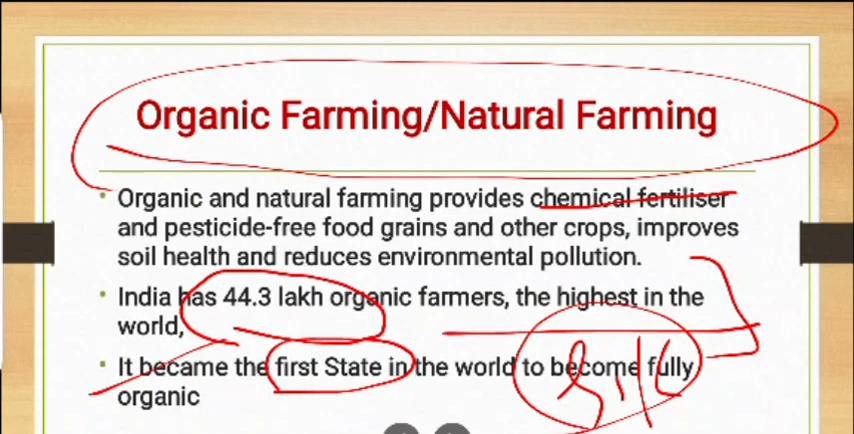 Organic Farming/Natural Farming
• Organic and natural farming provides chemical fertiliser
and pesticide-free food grains and other crops, improves
soil health and reduces environmental pollution.
• India has 44.3 lakh organic farmers, the highest in the
world,
• It became the first State in the world to become fully
organic